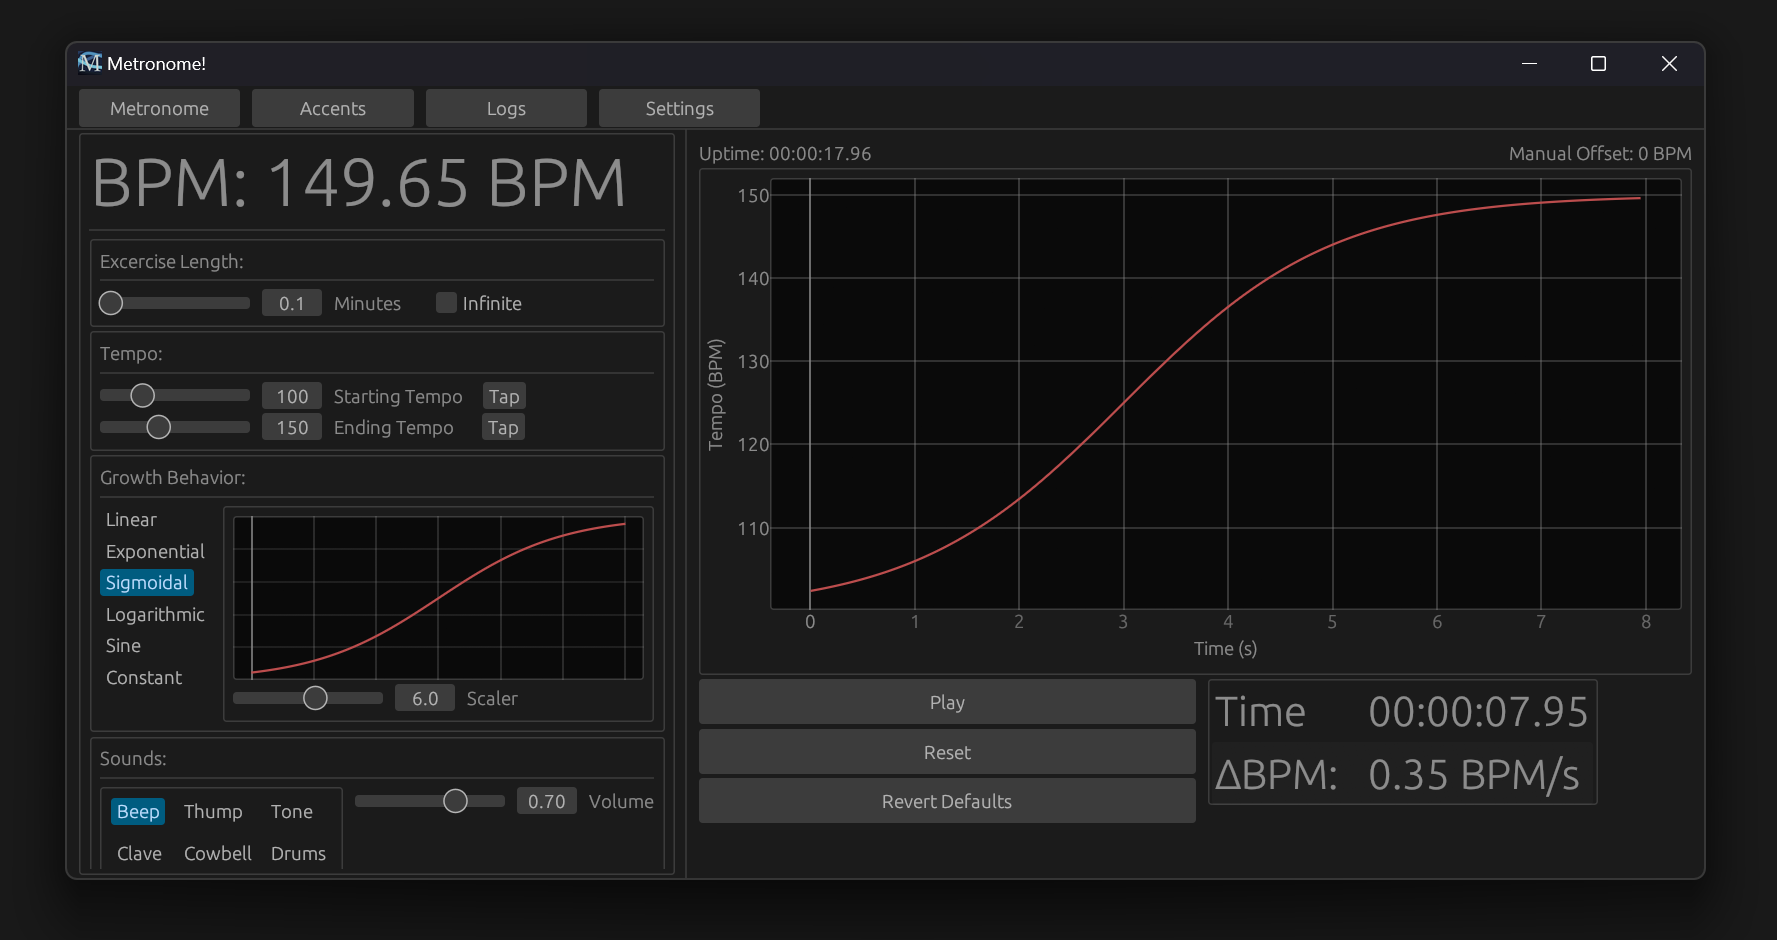 Metronome!
Metronome Accents Logs Settings
BPM: 149.65 BPM
Excercise Length:
0.1 Minutes Infinite
Tempo:
100 Starting Tempo Tap
150 Ending Tempo Tap
Growth Behavior:
Linear
Exponential
Sigmoidal
Logarithmic
Sine
Constant
6.0 Scaler
Sounds:
Beep Thump Tone
Clave Cowbell Drums
0.70 Volume
Uptime: 00:00:17.96 Manual Offset: 0 BPM
150
140
130
120
110
Tempo (BPM)
0 1 2 3 4 5 6 7 8
Time (s)
Play
Reset
Revert Defaults
Time 00:00:07.95
ΔBPM: 0.35 BPM/s